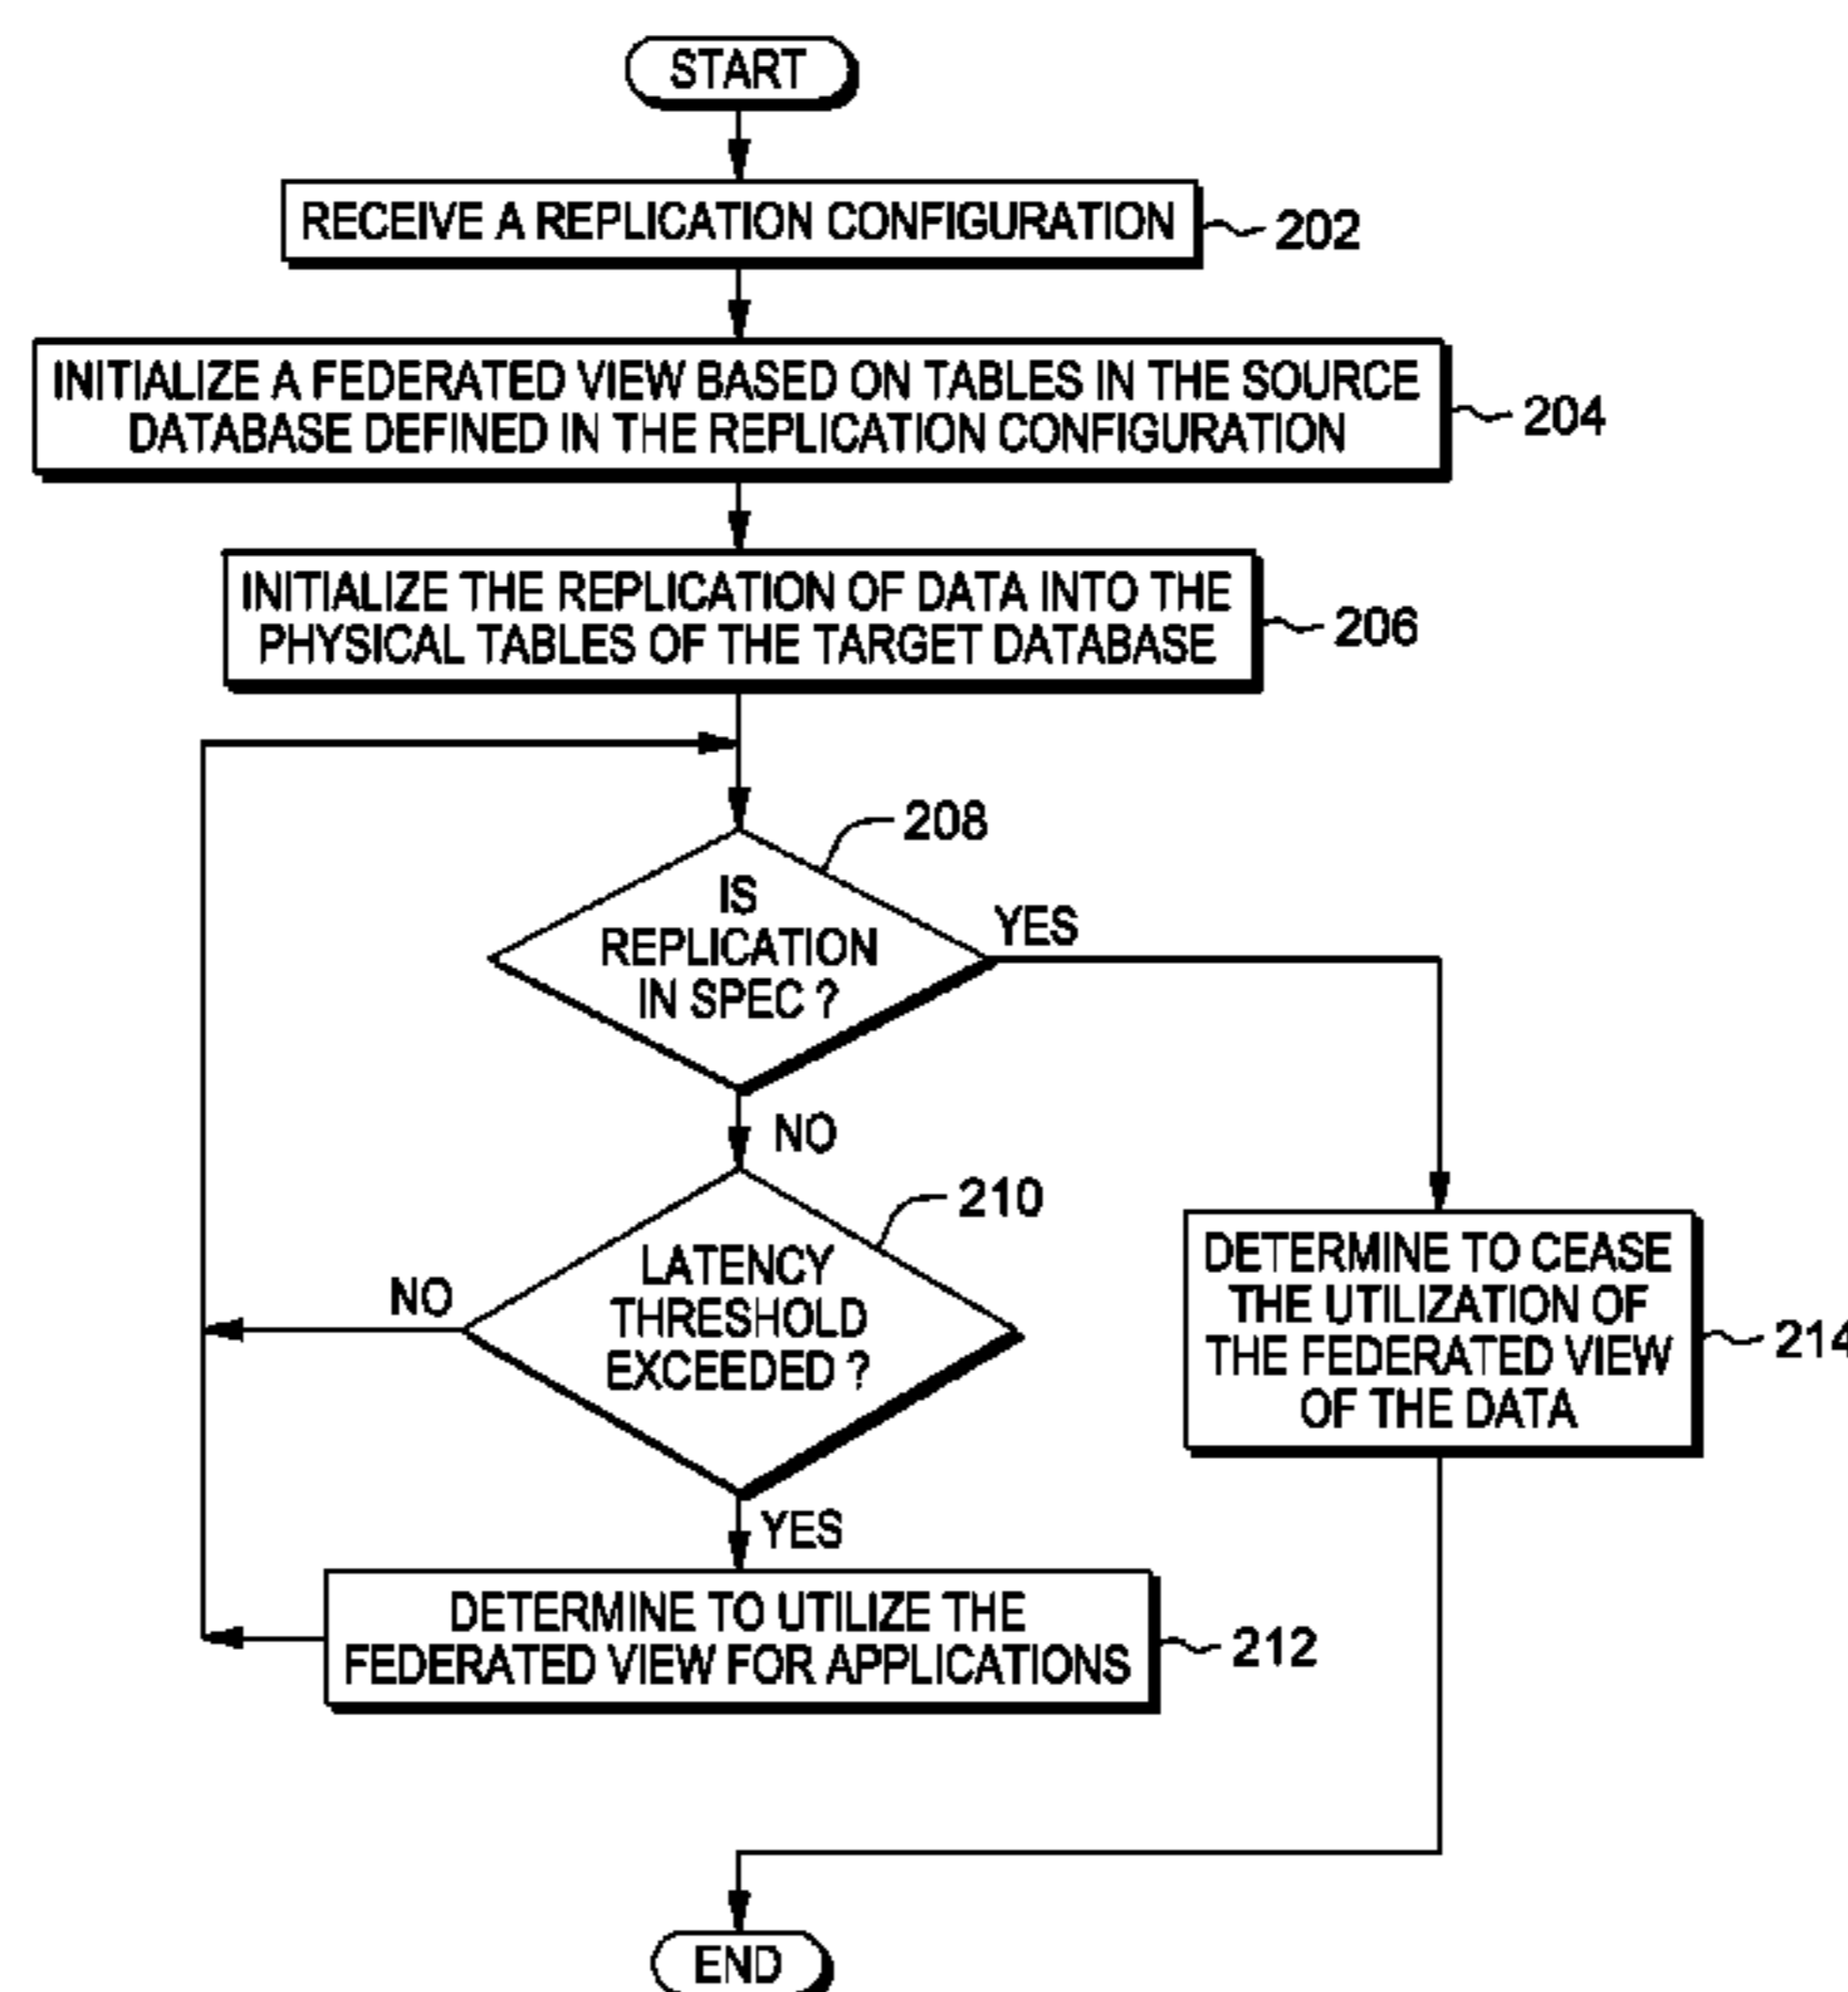 START
RECEIVE A REPLICATION CONFIGURATION
202
INITIALIZE A FEDERATED VIEW BASED ON TABLES IN THE SOURCE
DATABASE DEFINED IN THE REPLICATION CONFIGURATION
204
INITIALIZE THE REPLICATION OF DATA INTO THE
PHYSICAL TABLES OF THE TARGET DATABASE
206
208
IS
REPLICATION
IN SPEC ?
YES
NO
210
LATENCY
THRESHOLD
EXCEEDED ?
NO
YES
DETERMINE TO CEASE
THE UTILIZATION OF
THE FEDERATED VIEW
OF THE DATA
214
DETERMINE TO UTILIZE THE
FEDERATED VIEW FOR APPLICATIONS
212
END